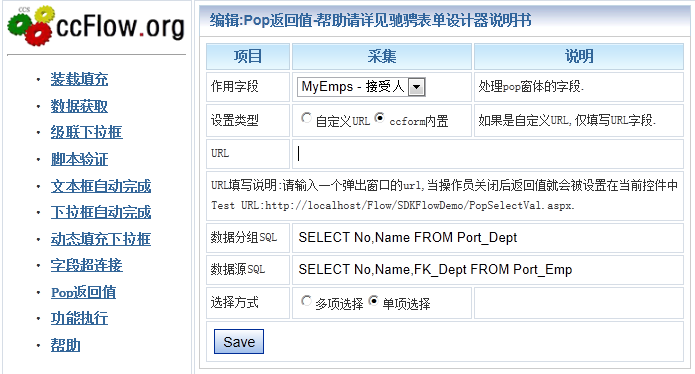 CCS
ccFlow.org
装载填充
数据获取
级联下拉框
脚本验证
文本框自动完成
下拉框自动完成
动态填充下拉框
字段超连接
Pop返回值
功能执行
帮助
编辑:Pop返回值-帮助请详见驰骋表单设计器说明书
项目 采集 说明
作用字段 MyEmps - 接受人 处理pop窗体的字段.
设置类型 自定义URL ccform内置 如果是自定义URL,仅填写URL字段.
URL
URL填写说明:请输入一个弹出窗口的url,当操作员关闭后返回值就会被设置在当前控件中
Test URL:http://localhost/Flow/SDKFlowDemo/PopSelectVal.aspx.
数据分组SQL SELECT No,Name FROM Port_Dept
数据源SQL SELECT No,Name,FK_Dept FROM Port_Emp
选择方式 多项选择 单项选择
Save